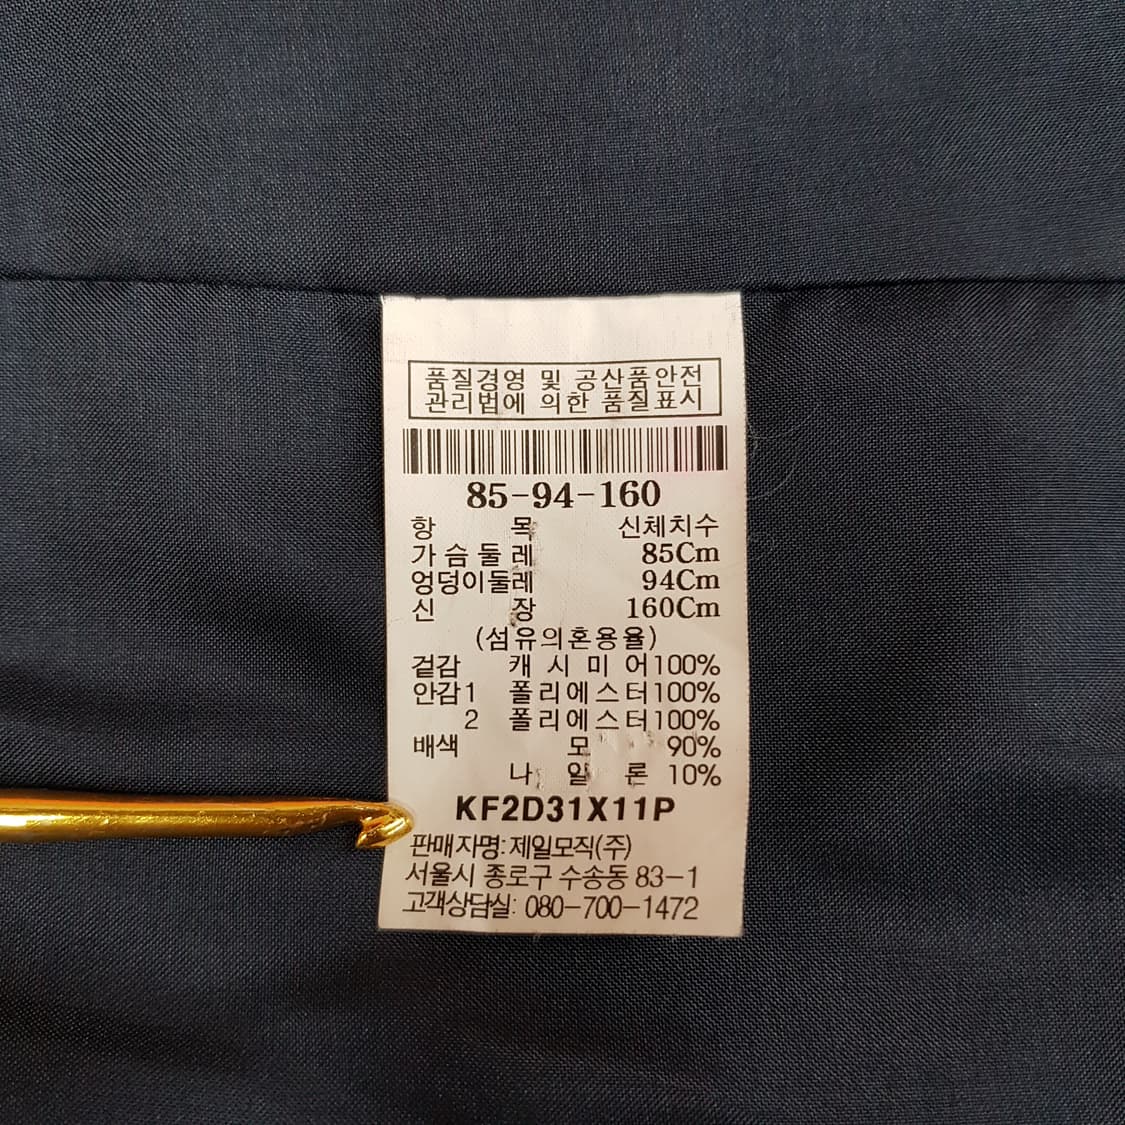 품질경영 및 공산품안전
관리법에 의한 품질표시
85-94-160
항 목 신체치수
가슴둘레 85Cm
엉덩이둘레 94Cm
신 장 160Cm
(섬유의혼용율)
겉감 캐시미어100%
안감1 폴리에스터100%
2 폴리에스터100%
배색 모 90%
나일론 10%
KF2D31X11P
판매자명:제일모직(주)
서울시 종로구 수송동 83-1
고객상담실: 080-700-1472